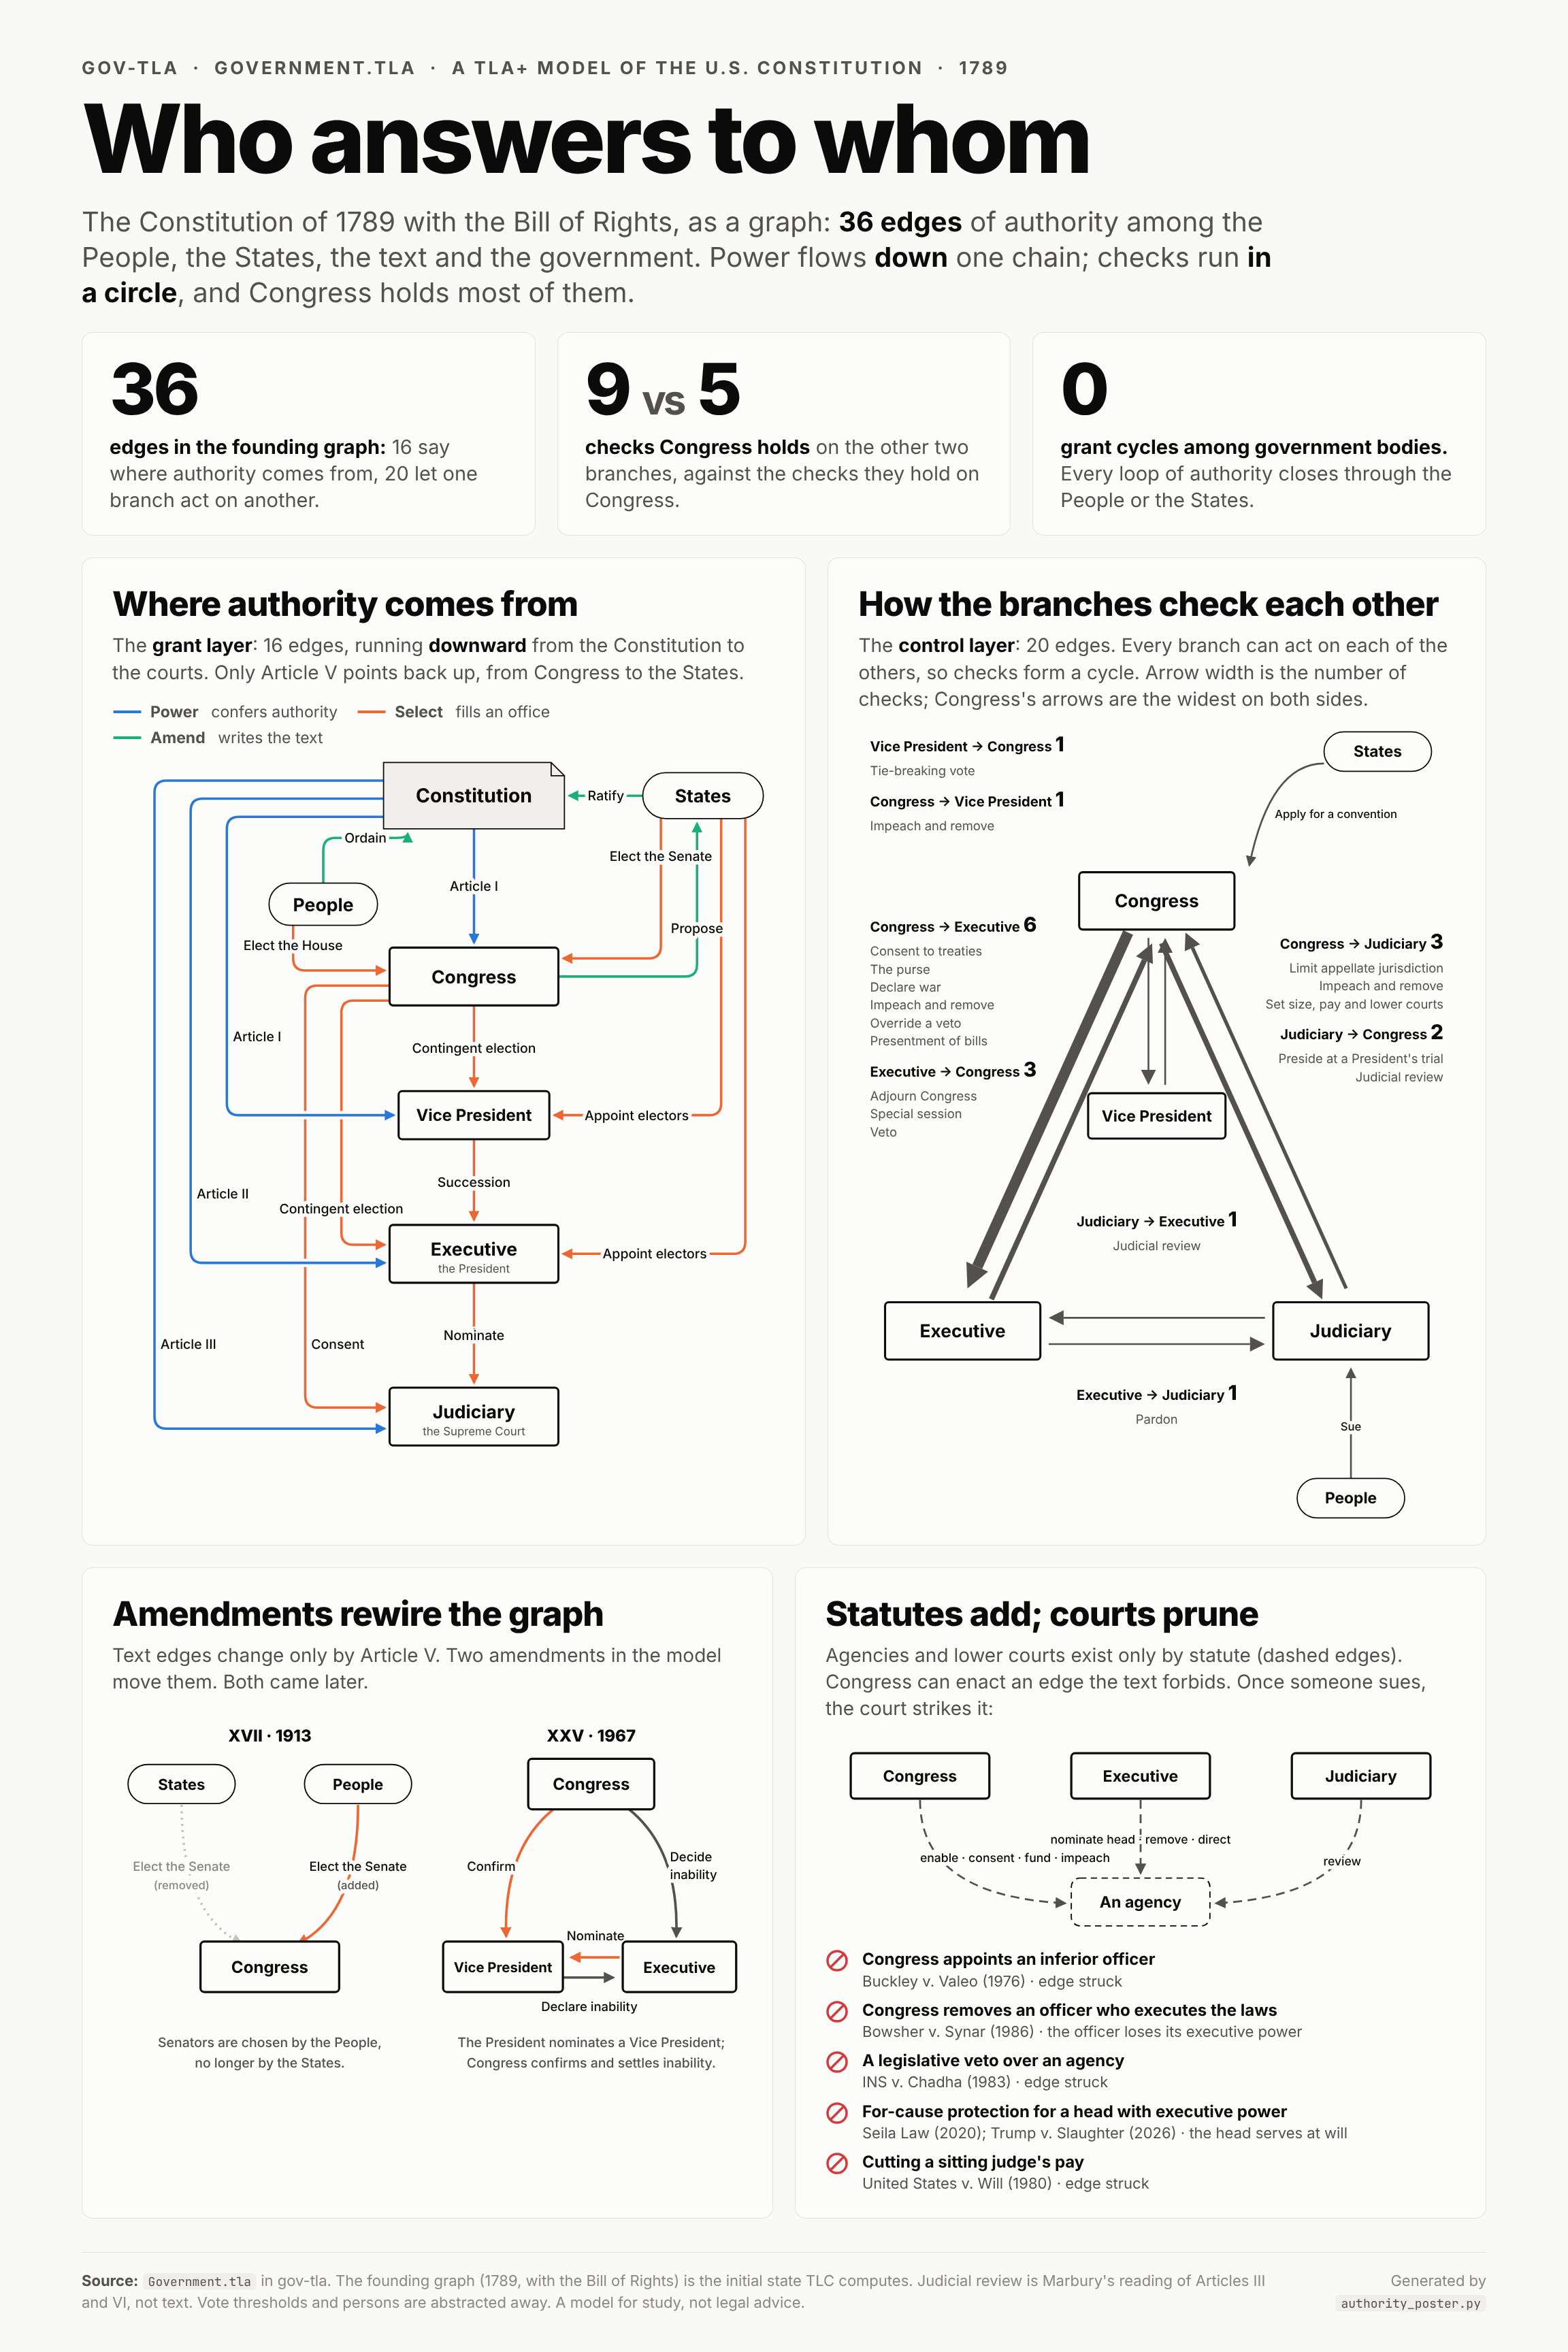 GOV-TLA · GOVERNMENT.TLA · A TLA+ MODEL OF THE U.S. CONSTITUTION · 1789
Who answers to whom
The Constitution of 1789 with the Bill of Rights, as a graph: 36 edges of authority among the
People, the States, the text and the government. Power flows down one chain; checks run in
a circle, and Congress holds most of them.
36
edges in the founding graph: 16 say
where authority comes from, 20 let one
branch act on another.
9 vs 5
checks Congress holds on the other two
branches, against the checks they hold on
Congress.
0
grant cycles among government bodies.
Every loop of authority closes through the
People or the States.
Where authority comes from
The grant layer: 16 edges, running downward from the Constitution to
the courts. Only Article V points back up, from Congress to the States.
Power confers authority Select fills an office
Amend writes the text
Constitution
Ratify
States
Ordain
Elect the Senate
Article I
People
Propose
Elect the House
Congress
Article I
Contingent election
Vice President
Appoint electors
Succession
Article II
Contingent election
Executive
the President
Appoint electors
Nominate
Article III
Consent
Judiciary
the Supreme Court
How the branches check each other
The control layer: 20 edges. Every branch can act on each of the
others, so checks form a cycle. Arrow width is the number of
checks; Congress's arrows are the widest on both sides.
Vice President → Congress 1
Tie-breaking vote
Congress → Vice President 1
Impeach and remove
States
Apply for a convention
Congress
Congress → Executive 6
Consent to treaties
The purse
Declare war
Impeach and remove
Override a veto
Presentment of bills
Executive → Congress 3
Adjourn Congress
Special session
Veto
Congress → Judiciary 3
Limit appellate jurisdiction
Impeach and remove
Set size, pay and lower courts
Judiciary → Congress 2
Preside at a President's trial
Judicial review
Vice President
Judiciary → Executive 1
Judicial review
Executive
Judiciary
Executive → Judiciary 1
Pardon
Sue
People
Amendments rewire the graph
Text edges change only by Article V. Two amendments in the model
move them. Both came later.
XVII · 1913
States
People
Elect the Senate
(removed)
Elect the Senate
(added)
Congress
Senators are chosen by the People,
no longer by the States.
XXV · 1967
Congress
Confirm
Decide
inability
Nominate
Vice President
Executive
Declare inability
The President nominates a Vice President;
Congress confirms and settles inability.
Statutes add; courts prune
Agencies and lower courts exist only by statute (dashed edges).
Congress can enact an edge the text forbids. Once someone sues,
the court strikes it:
Congress
Executive
Judiciary
nominate head · remove · direct
enable · consent · fund · impeach
review
An agency
Congress appoints an inferior officer
Buckley v. Valeo (1976) · edge struck
Congress removes an officer who executes the laws
Bowsher v. Synar (1986) · the officer loses its executive power
A legislative veto over an agency
INS v. Chadha (1983) · edge struck
For-cause protection for a head with executive power
Seila Law (2020); Trump v. Slaughter (2026) · the head serves at will
Cutting a sitting judge's pay
United States v. Will (1980) · edge struck
Source: Government.tla in gov-tla. The founding graph (1789, with the Bill of Rights) is the initial state TLC computes. Judicial review is Marbury's reading of Articles III
and VI, not text. Vote thresholds and persons are abstracted away. A model for study, not legal advice.
Generated by
authority_poster.py